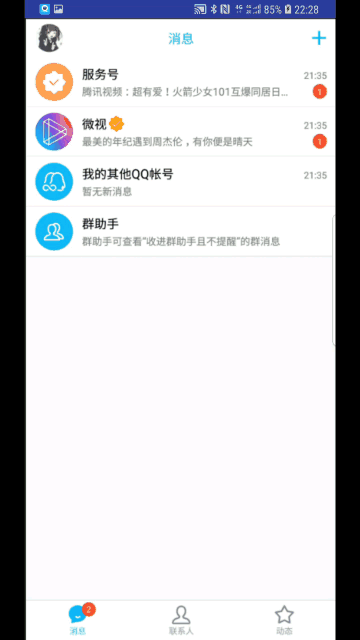 85% 22:28
消息
服务号 21:35
腾讯视频：超有爱！火箭少女101互爆同居日... 1
微视 21:35
最美的年纪遇到周杰伦，有你便是晴天 1
我的其他QQ帐号 21:35
暂无新消息
群助手
群助手可查看"收进群助手且不提醒"的群消息
2
消息 联系人 动态